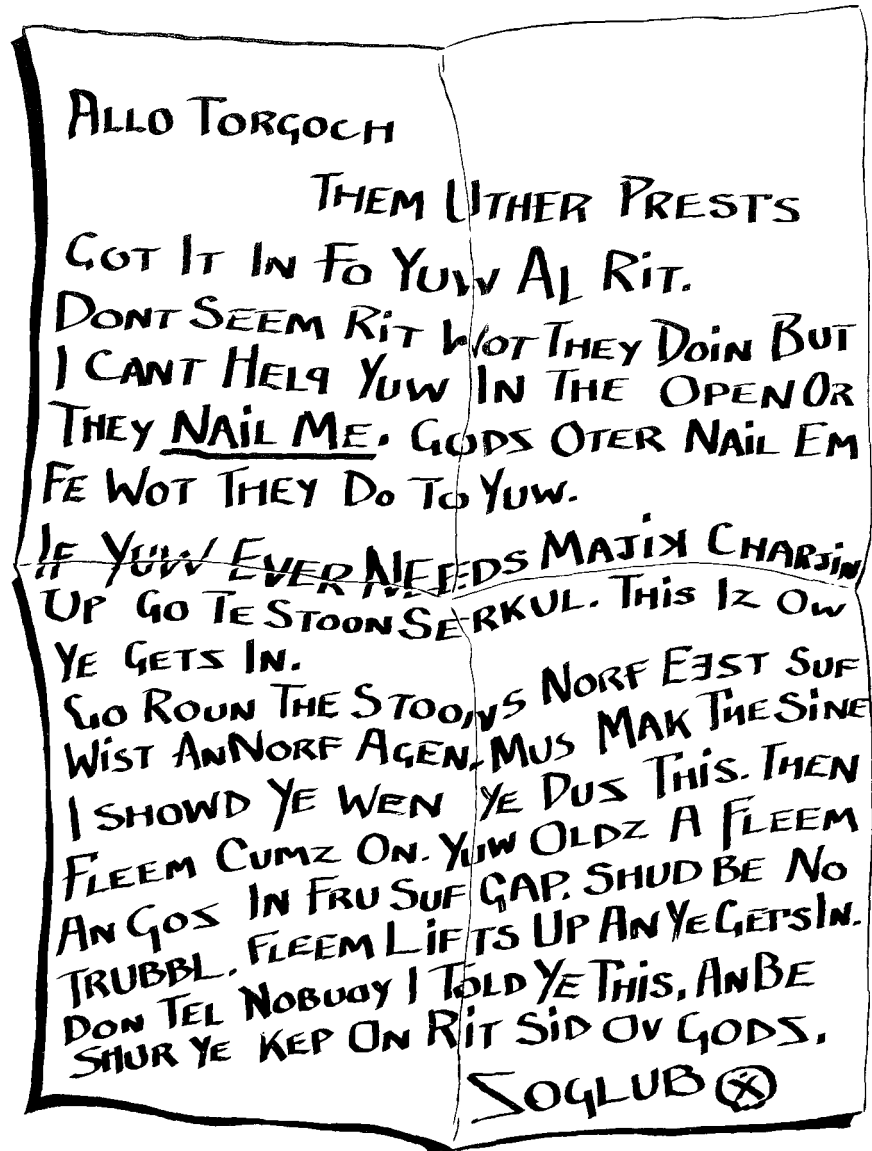 ALLO TORGOCH
THEM UTHER PRESTS
GOT IT IN FO YUW AL RIT.
DONT SEEM RIT WOT THEY DOIN BUT
I CANT HELP YUW IN THE OPEN OR
THEY NAIL ME. GODS OTER NAIL EM
FE WOT THEY DO TO YUW.
IF YUW EVER NEEDS MAJIK CHARJIN
UP GO TE STOON SERKUL. THIS IZ OW
YE GETS IN.
GO ROUN THE STOONS NORF EEST SUF
WIST AN NORF AGEN. MUS MAK THE SINE
I SHOWD YE WEN YE DUS THIS. THEN
FLEEM CUMZ ON. YUW OLDZ A FLEEM
AN GOS IN FRU SUF GAP. SHUD BE NO
TRUBBL. FLEEM LIFTS UP AN YE GETS IN.
DON TEL NOBUDY I TOLD YE THIS, AN BE
SHUR YE KEP ON RIT SID OV GODS.
SOGLUB